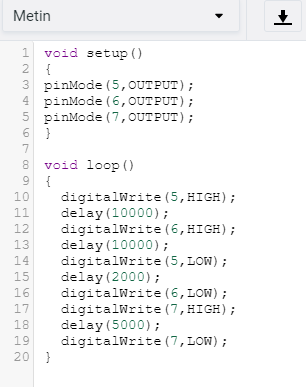 Metin
1 void setup()
2 {
3 pinMode(5,OUTPUT);
4 pinMode(6,OUTPUT);
5 pinMode(7,OUTPUT);
6 }
7
8 void loop()
9 {
10 digitalWrite(5,HIGH);
11 delay(10000);
12 digitalWrite(6,HIGH);
13 delay(10000);
14 digitalWrite(5,LOW);
15 delay(2000);
16 digitalWrite(6,LOW);
17 digitalWrite(7,HIGH);
18 delay(5000);
19 digitalWrite(7,LOW);
20 }